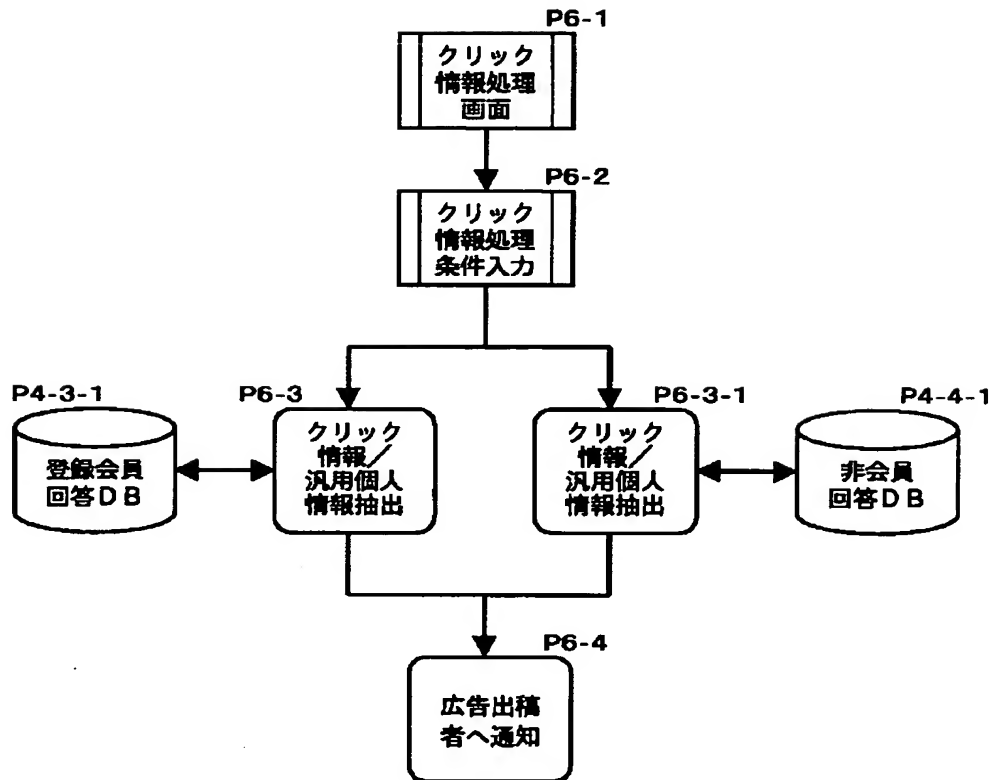 P6-1
クリック
情報処理
画面
P6-2
クリック
情報処理
条件入力
P4-3-1
登録会員
回答DB
P6-3
クリック
情報／
汎用個人
情報抽出
P6-3-1
クリック
情報／
汎用個人
情報抽出
P4-4-1
非会員
回答DB
P6-4
広告出稿
者へ通知